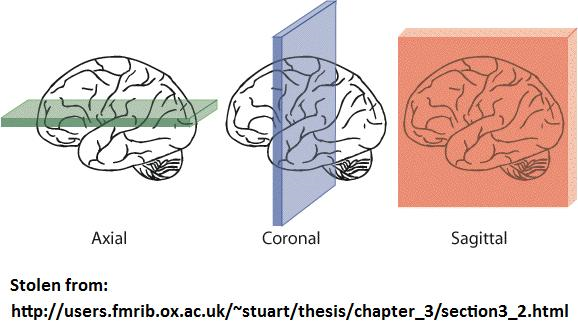 Axial
Coronal
Sagittal
Stolen from:
http://users.fmrib.ox.ac.uk/~stuart/thesis/chapter_3/section3_2.html